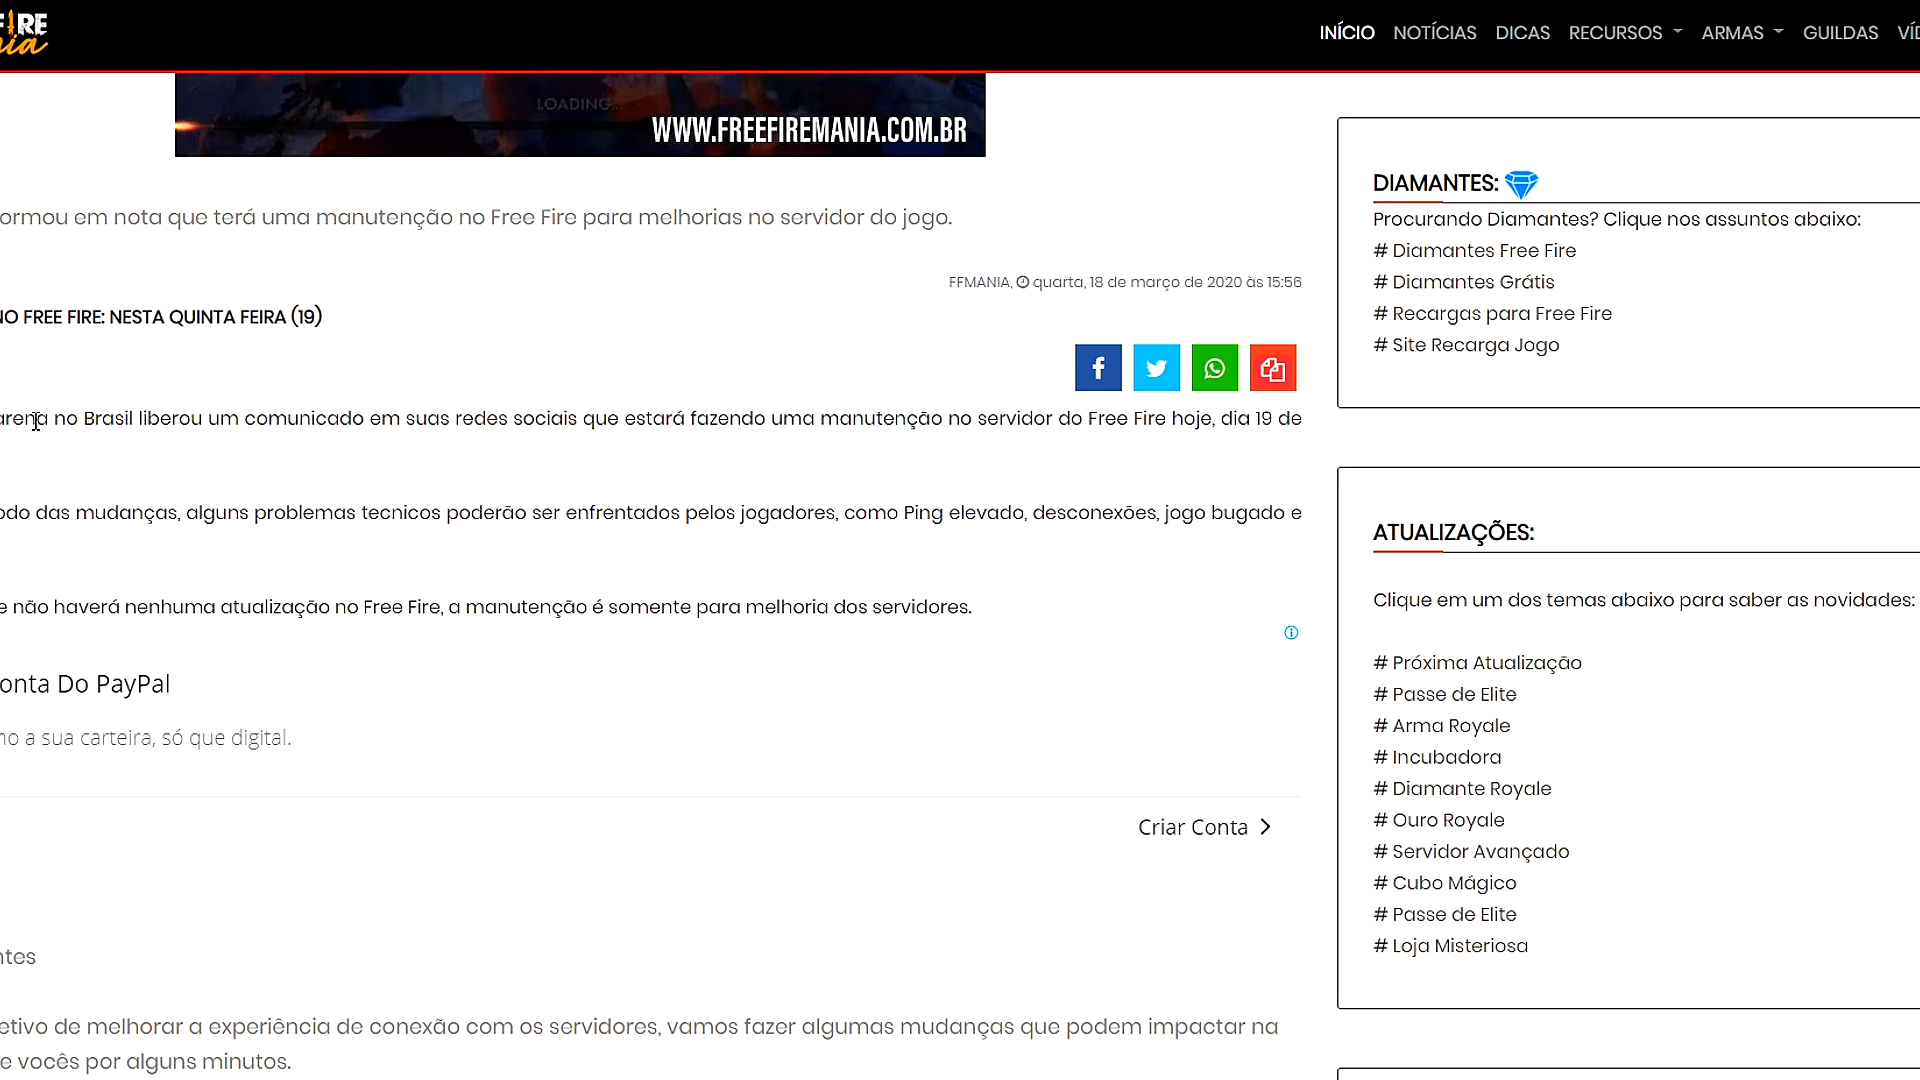 FIRE
INÍCIO NOTÍCIAS DICAS RECURSOS ARMAS GUILDAS
LOADING...
WWW.FREEFIREMANIA.COM.BR
ormou em nota que terá uma manutenção no Free Fire para melhorias no servidor do jogo.
FFMANIA, quarta, 18 de março de 2020 às 15:56
NO FREE FIRE: NESTA QUINTA FEIRA (19)
arena no Brasil liberou um comunicado em suas redes sociais que estará fazendo uma manutenção no servidor do Free Fire hoje, dia 19 de
odo das mudanças, alguns problemas tecnicos poderão ser enfrentados pelos jogadores, como Ping elevado, desconexões, jogo bugado e
e não haverá nenhuma atualização no Free Fire, a manutenção é somente para melhoria dos servidores.
onta Do PayPal
no a sua carteira, só que digital.
Criar Conta
ntes
etivo de melhorar a experiência de conexão com os servidores, vamos fazer algumas mudanças que podem impactar na
e vocês por alguns minutos.
DIAMANTES:
Procurando Diamantes? Clique nos assuntos abaixo:
# Diamantes Free Fire
# Diamantes Grátis
# Recargas para Free Fire
# Site Recarga Jogo
ATUALIZAÇÕES:
Clique em um dos temas abaixo para saber as novidades:
# Próxima Atualização
# Passe de Elite
# Arma Royale
# Incubadora
# Diamante Royale
# Ouro Royale
# Servidor Avançado
# Cubo Mágico
# Passe de Elite
# Loja Misteriosa